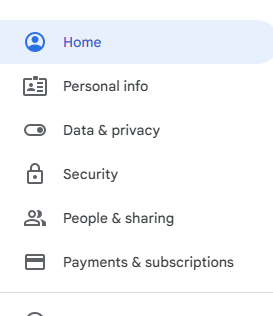 Home
Personal info
Data & privacy
Security
People & sharing
Payments & subscriptions